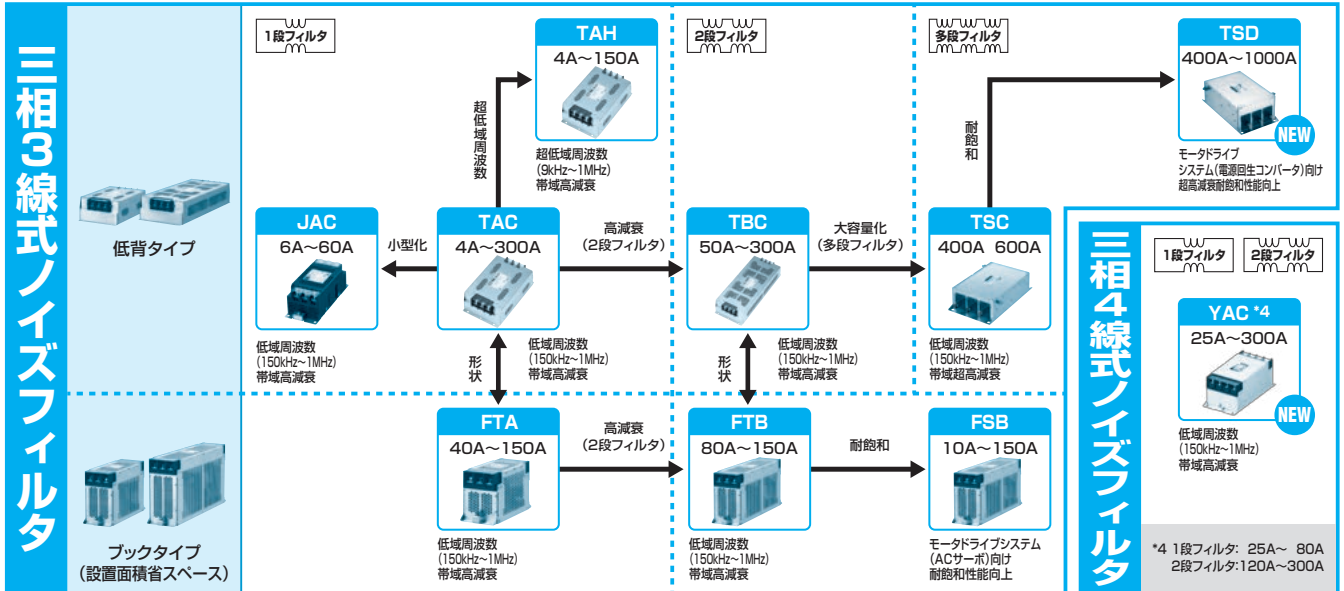 三相3線式ノイズフィルタ
低背タイプ
ブックタイプ
(設置面積省スペース)
1段フィルタ
2段フィルタ
多段フィルタ
TAH
4A〜150A
超低域周波数
(9kHz〜1MHz)
帯域高減衰
超低域周波数
JAC
6A〜60A
低域周波数
(150kHz〜1MHz)
帯域高減衰
小型化
TAC
4A〜300A
低域周波数
(150kHz〜1MHz)
帯域高減衰
形状
高減衰
(2段フィルタ)
TBC
50A〜300A
低域周波数
(150kHz〜1MHz)
帯域高減衰
形状
大容量化
(多段フィルタ)
TSC
400A 600A
低域周波数
(150kHz〜1MHz)
帯域超高減衰
耐飽和
TSD
400A〜1000A
NEW
モータドライブ
システム(電源回生コンバータ)向け
超高減衰耐飽和性能向上
FTA
40A〜150A
低域周波数
(150kHz〜1MHz)
帯域高減衰
高減衰
(2段フィルタ)
FTB
80A〜150A
低域周波数
(150kHz〜1MHz)
帯域高減衰
耐飽和
FSB
10A〜150A
モータドライブシステム
(ACサーボ)向け
耐飽和性能向上
三相4線式ノイズフィルタ
1段フィルタ
2段フィルタ
YAC *4
25A〜300A
NEW
低域周波数
(150kHz〜1MHz)
帯域高減衰
*4 1段フィルタ: 25A〜 80A
2段フィルタ:120A〜300A